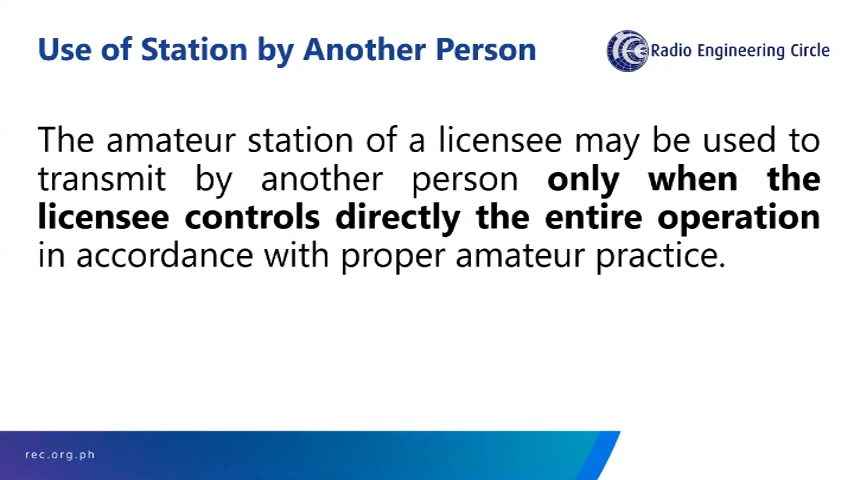 Use of Station by Another Person
Radio Engineering Circle
The amateur station of a licensee may be used to
transmit by another person only when the
licensee controls directly the entire operation
in accordance with proper amateur practice.
rec.org.ph